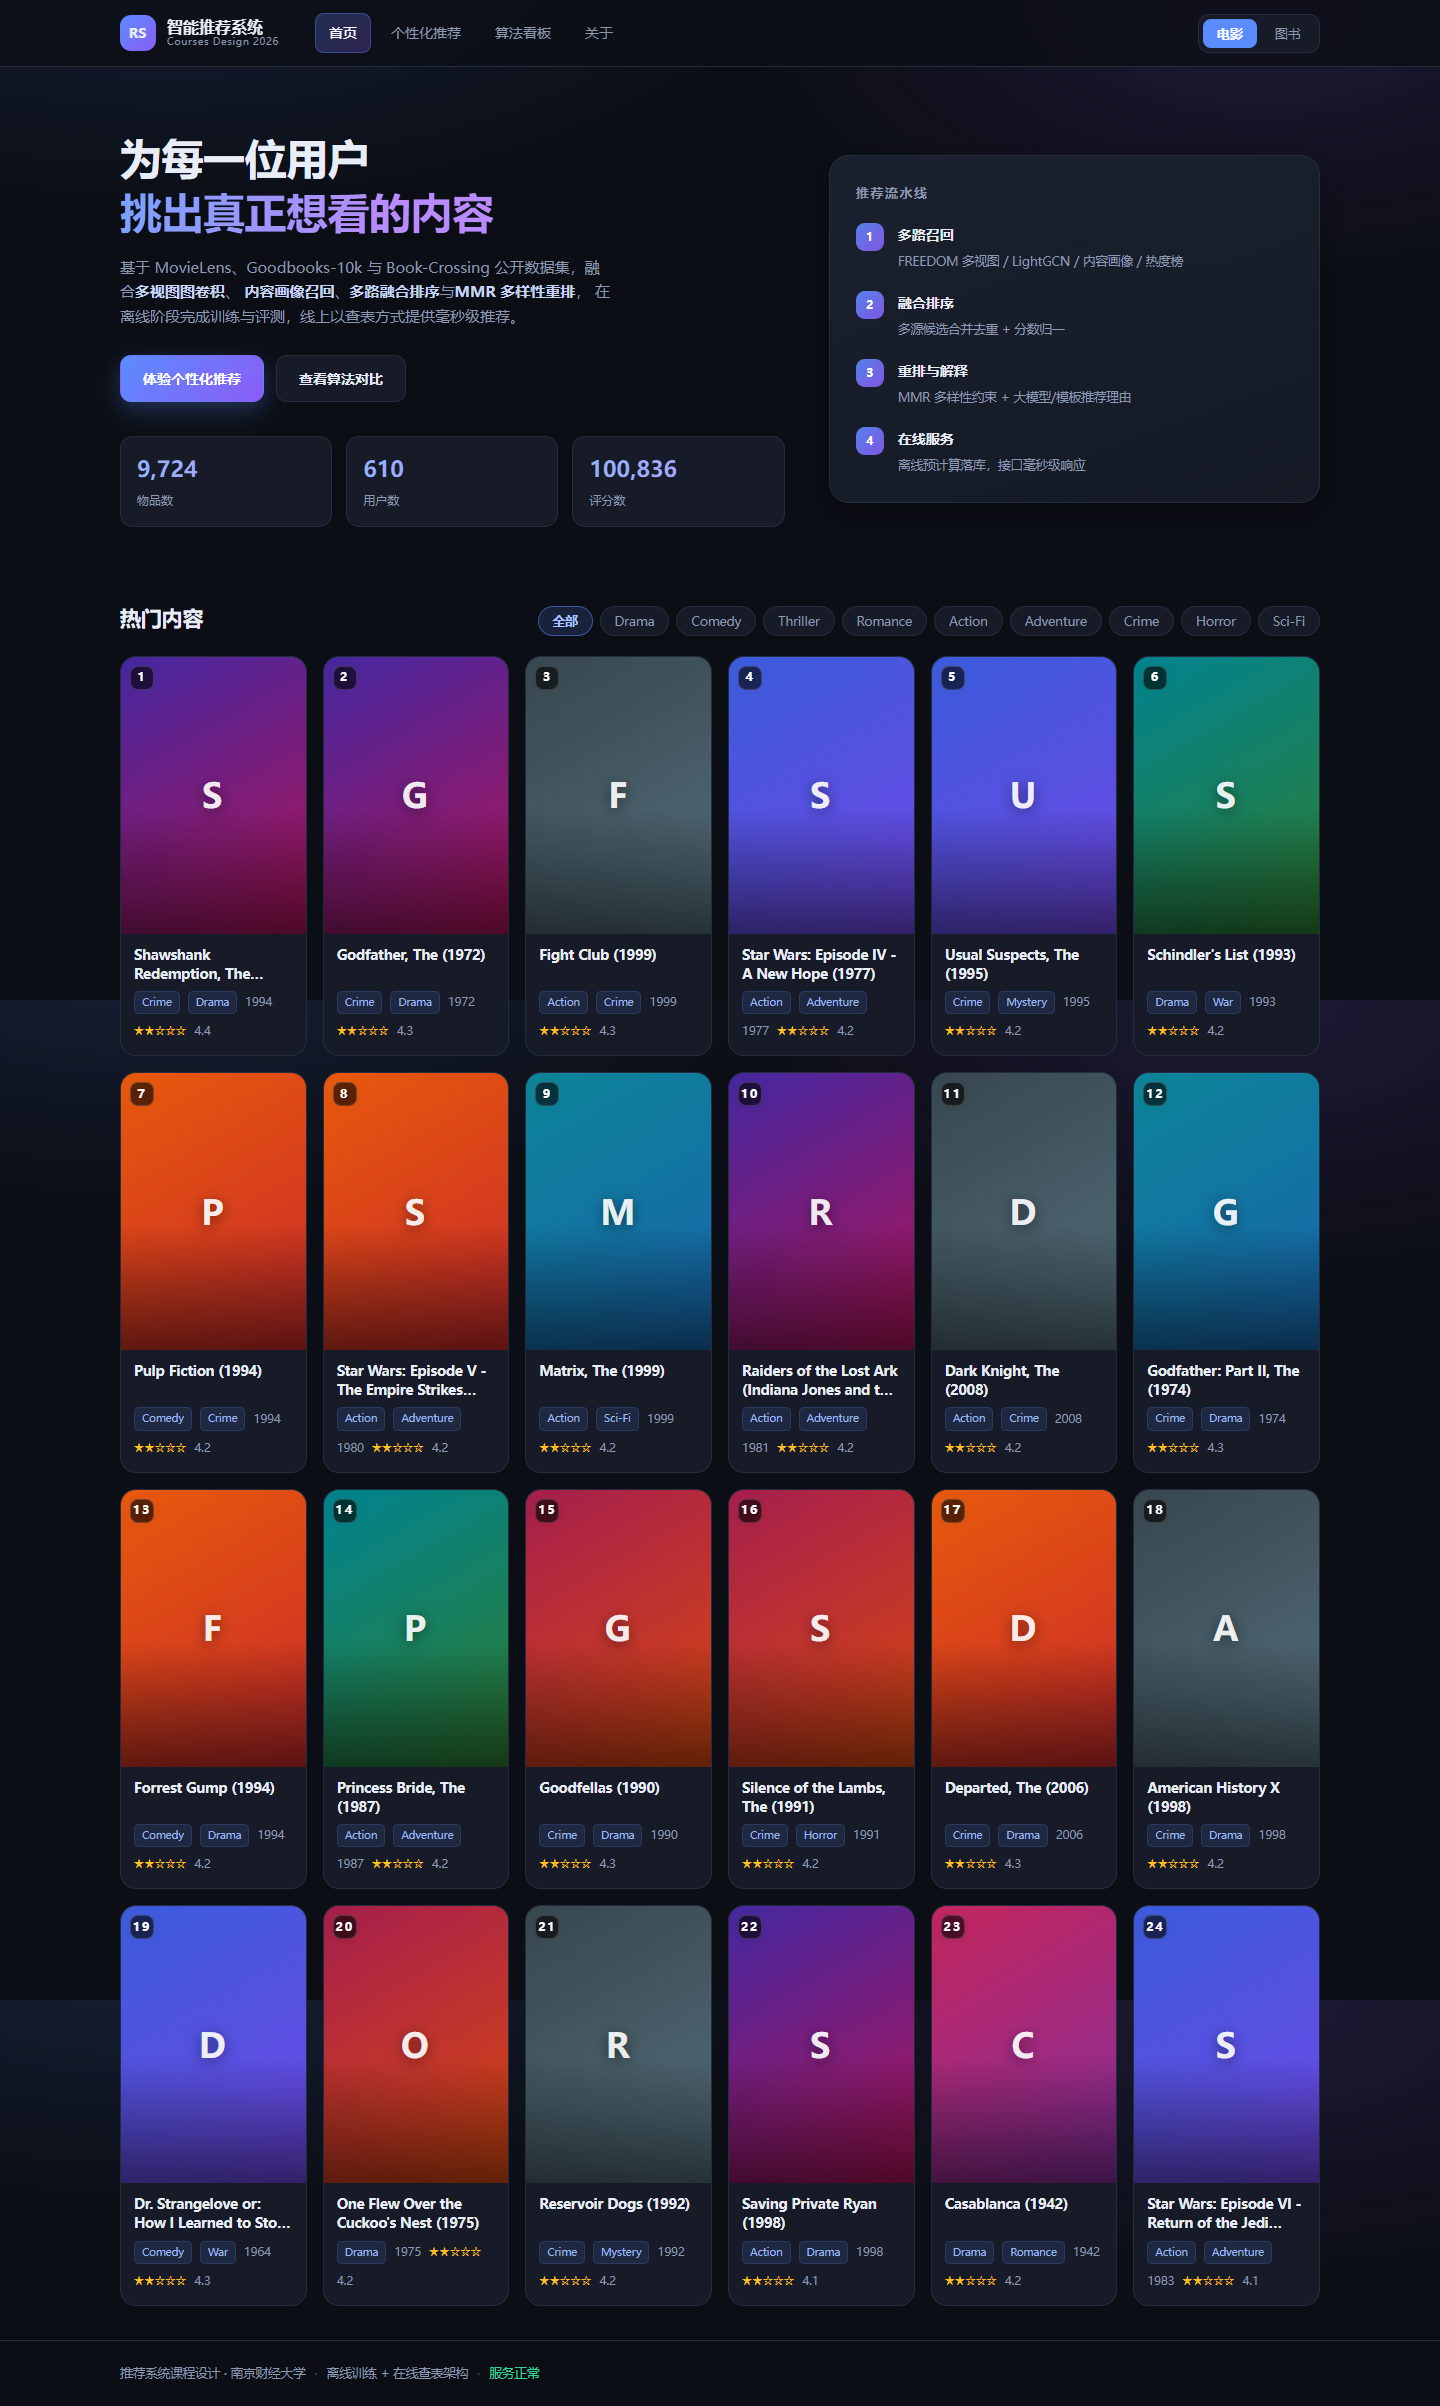 RS
智能推荐系统
Courses Design 2026
首页 个性化推荐 算法看板 关于
电影 图书
为每一位用户
挑出真正想看的内容
基于 MovieLens、Goodbooks-10k 与 Book-Crossing 公开数据集，融
合多视图图卷积、 内容画像召回、多路融合排序与MMR 多样性重排， 在
离线阶段完成训练与评测，线上以查表方式提供毫秒级推荐。
体验个性化推荐 查看算法对比
9,724
物品数
610
用户数
100,836
评分数
推荐流水线
1 多路召回
FREEDOM 多视图 / LightGCN / 内容画像 / 热度榜
2 融合排序
多源候选合并去重 + 分数归一
3 重排与解释
MMR 多样性约束 + 大模型/模板推荐理由
4 在线服务
离线预计算落库，接口毫秒级响应
热门内容
全部 Drama Comedy Thriller Romance Action Adventure Crime Horror Sci-Fi
1
S
Shawshank
Redemption, The...
Crime Drama 1994
★★☆☆☆ 4.4
2
G
Godfather, The (1972)
Crime Drama 1972
★★☆☆☆ 4.3
3
F
Fight Club (1999)
Action Crime 1999
★★☆☆☆ 4.3
4
S
Star Wars: Episode IV -
A New Hope (1977)
Action Adventure
1977 ★★☆☆☆ 4.2
5
U
Usual Suspects, The
(1995)
Crime Mystery 1995
★★☆☆☆ 4.2
6
S
Schindler's List (1993)
Drama War 1993
★★☆☆☆ 4.2
7
P
Pulp Fiction (1994)
Comedy Crime 1994
★★☆☆☆ 4.2
8
S
Star Wars: Episode V -
The Empire Strikes...
Action Adventure
1980 ★★☆☆☆ 4.2
9
M
Matrix, The (1999)
Action Sci-Fi 1999
★★☆☆☆ 4.2
10
R
Raiders of the Lost Ark
(Indiana Jones and t...
Action Adventure
1981 ★★☆☆☆ 4.2
11
D
Dark Knight, The
(2008)
Action Crime 2008
★★☆☆☆ 4.2
12
G
Godfather: Part II, The
(1974)
Crime Drama 1974
★★☆☆☆ 4.3
13
F
Forrest Gump (1994)
Comedy Drama 1994
★★☆☆☆ 4.2
14
P
Princess Bride, The
(1987)
Action Adventure
1987 ★★☆☆☆ 4.2
15
G
Goodfellas (1990)
Crime Drama 1990
★★☆☆☆ 4.3
16
S
Silence of the Lambs,
The (1991)
Crime Horror 1991
★★☆☆☆ 4.2
17
D
Departed, The (2006)
Crime Drama 2006
★★☆☆☆ 4.3
18
A
American History X
(1998)
Crime Drama 1998
★★☆☆☆ 4.2
19
D
Dr. Strangelove or:
How I Learned to Sto...
Comedy War 1964
★★☆☆☆ 4.3
20
O
One Flew Over the
Cuckoo's Nest (1975)
Drama 1975 ★★☆☆☆
4.2
21
R
Reservoir Dogs (1992)
Crime Mystery 1992
★★☆☆☆ 4.2
22
S
Saving Private Ryan
(1998)
Action Drama 1998
★★☆☆☆ 4.1
23
C
Casablanca (1942)
Drama Romance 1942
★★☆☆☆ 4.2
24
S
Star Wars: Episode VI -
Return of the Jedi...
Action Adventure
1983 ★★☆☆☆ 4.1
推荐系统课程设计 · 南京财经大学 · 离线训练 + 在线查表架构 · 服务正常